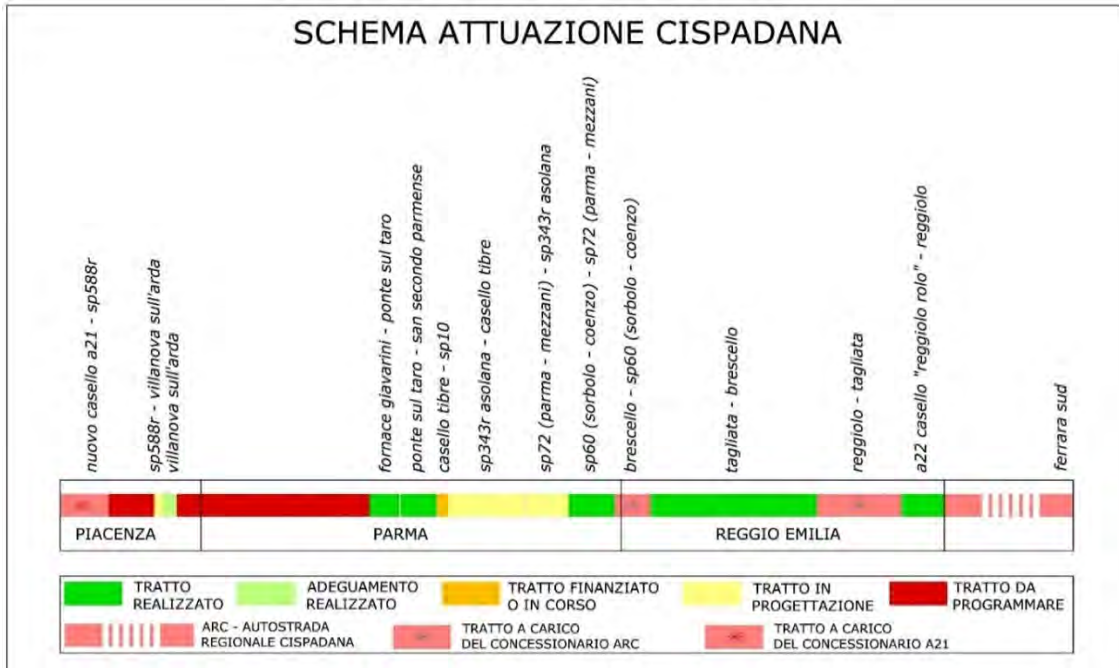 SCHEMA ATTUAZIONE CISPADANA
nuovo casello a21 - sp588r
sp588r - villanova sull'arda
villanova sull'arda
fornace giavarini - ponte sul taro
ponte sul taro - san secondo parmense
casello tibre - sp10
sp343r asolana - casello tibre
sp72 (parma - mezzani) - sp343r asolana
sp60 (sorbolo - coenzo) - sp72 (parma - mezzani)
brescello - sp60 (sorbolo - coenzo)
tagliata - brescello
reggiolo - tagliata
a22 casello "reggiolo rolo" - reggiolo
ferrara sud
PIACENZA
PARMA
REGGIO EMILIA
TRATTO
REALIZZATO
ADEGUAMENTO
REALIZZATO
TRATTO FINANZIATO
O IN CORSO
TRATTO IN
PROGETTAZIONE
TRATTO DA
PROGRAMMARE
ARC - AUTOSTRADA
REGIONALE CISPADANA
TRATTO A CARICO
DEL CONCESSIONARIO ARC
TRATTO A CARICO
DEL CONCESSIONARIO A21